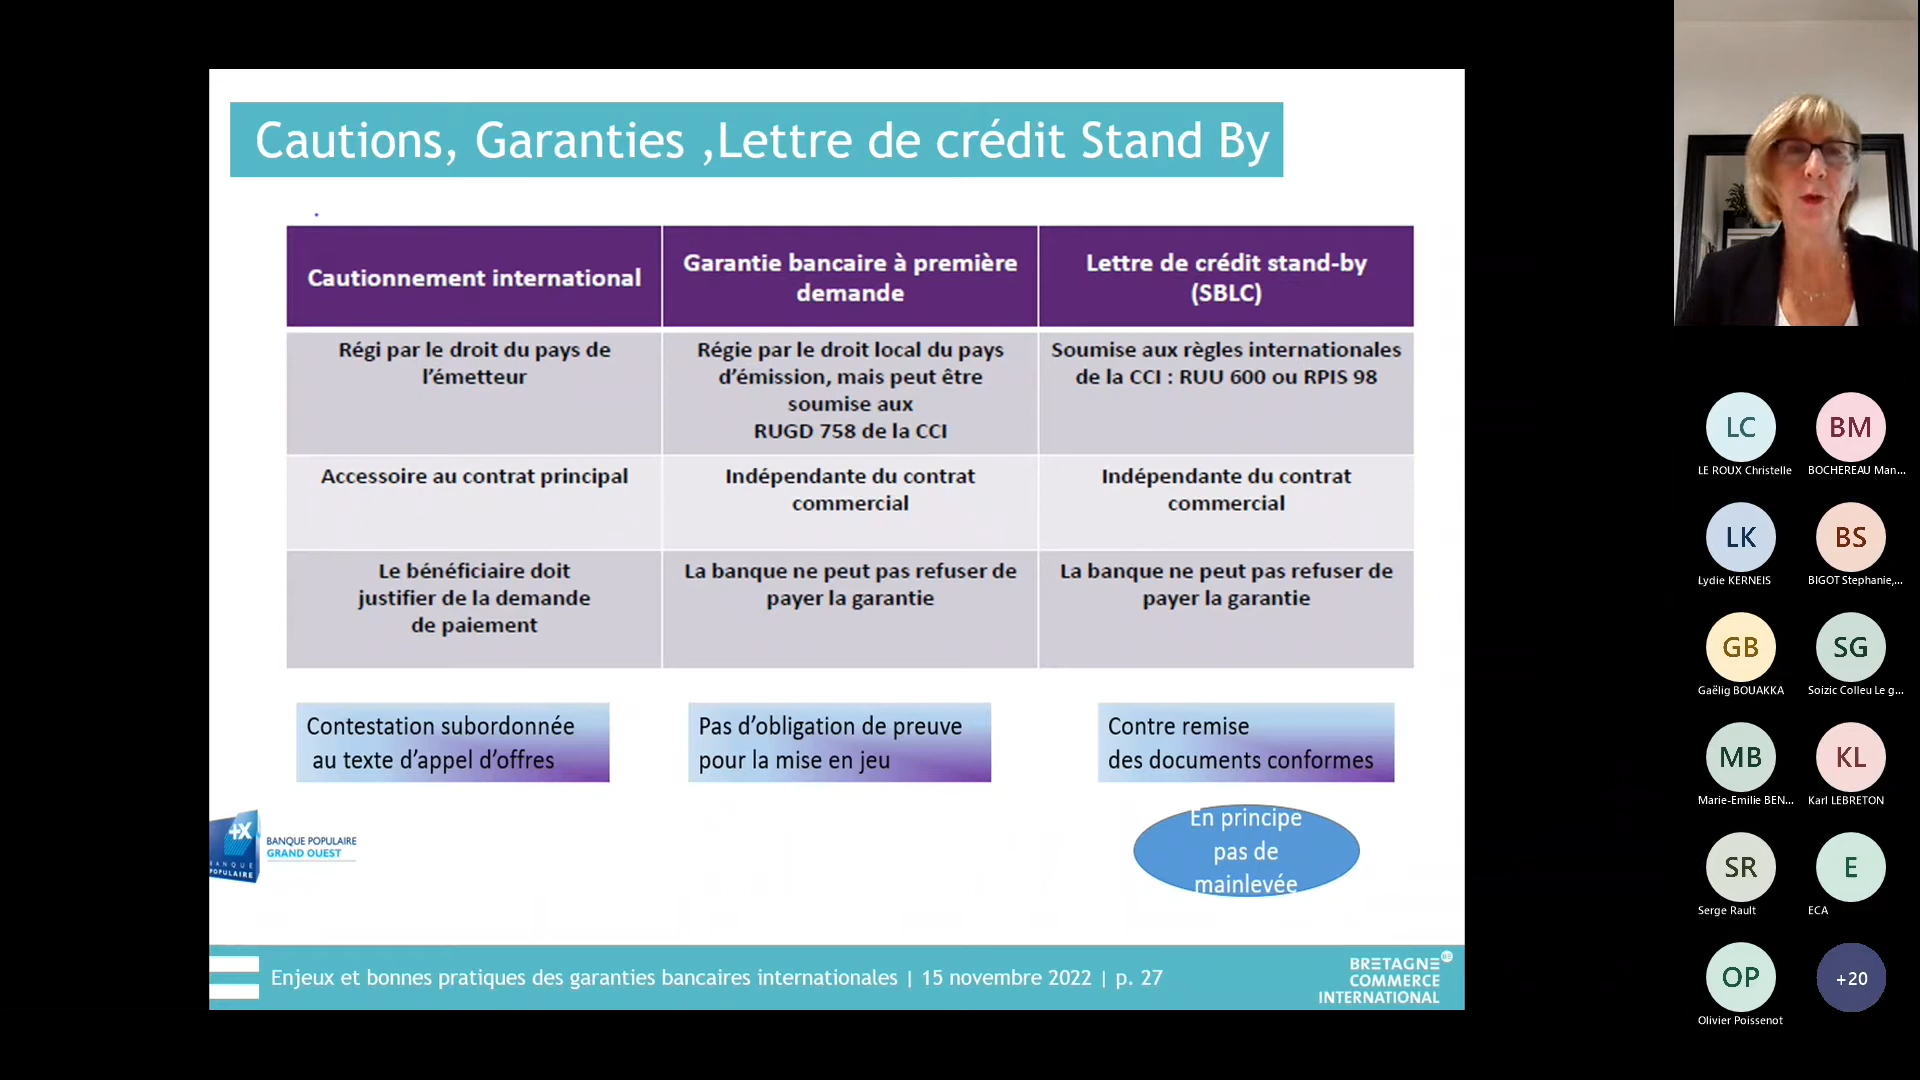 Cautions, Garanties ,Lettre de crédit Stand By
Cautionnement international
Garantie bancaire à première
demande
Lettre de crédit stand-by
(SBLC)
Régi par le droit du pays de
l’émetteur
Régie par le droit local du pays
d’émission, mais peut être
soumise aux
RUGD 758 de la CCI
Soumise aux règles internationales
de la CCI : RUU 600 ou RPIS 98
Accessoire au contrat principal
Indépendante du contrat
commercial
Indépendante du contrat
commercial
Le bénéficiaire doit
justifier de la demande
de paiement
La banque ne peut pas refuser de
payer la garantie
La banque ne peut pas refuser de
payer la garantie
Contestation subordonnée
au texte d’appel d’offres
Pas d’obligation de preuve
pour la mise en jeu
Contre remise
des documents conformes
En principe
pas de
mainlevée
BANQUE
POPULAIRE
BANQUE POPULAIRE
GRAND OUEST
Enjeux et bonnes pratiques des garanties bancaires internationales | 15 novembre 2022 | p. 27
BRETAGNE
COMMERCE
INTERNATIONAL
LC
LE ROUX Christelle
BM
BOCHEREAU Man...
LK
Lydie KERNEIS
BS
BIGOT Stephanie,...
GB
Gaëlig BOUAKKA
SG
Soizic Colleu Le g...
MB
Marie-Emilie BEN...
KL
Karl LEBRETON
SR
Serge Rault
E
ECA
OP
Olivier Poissenot
+20